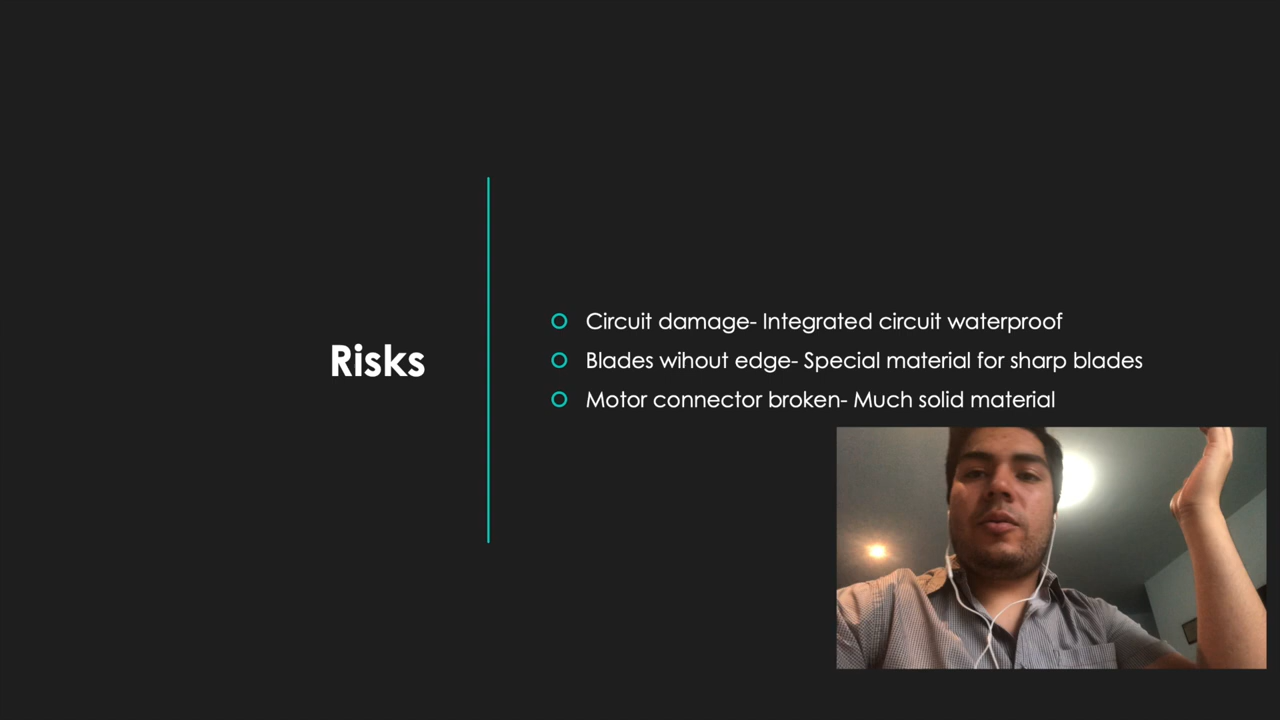 Risks
Circuit damage- Integrated circuit waterproof
Blades wihout edge- Special material for sharp blades
Motor connector broken- Much solid material